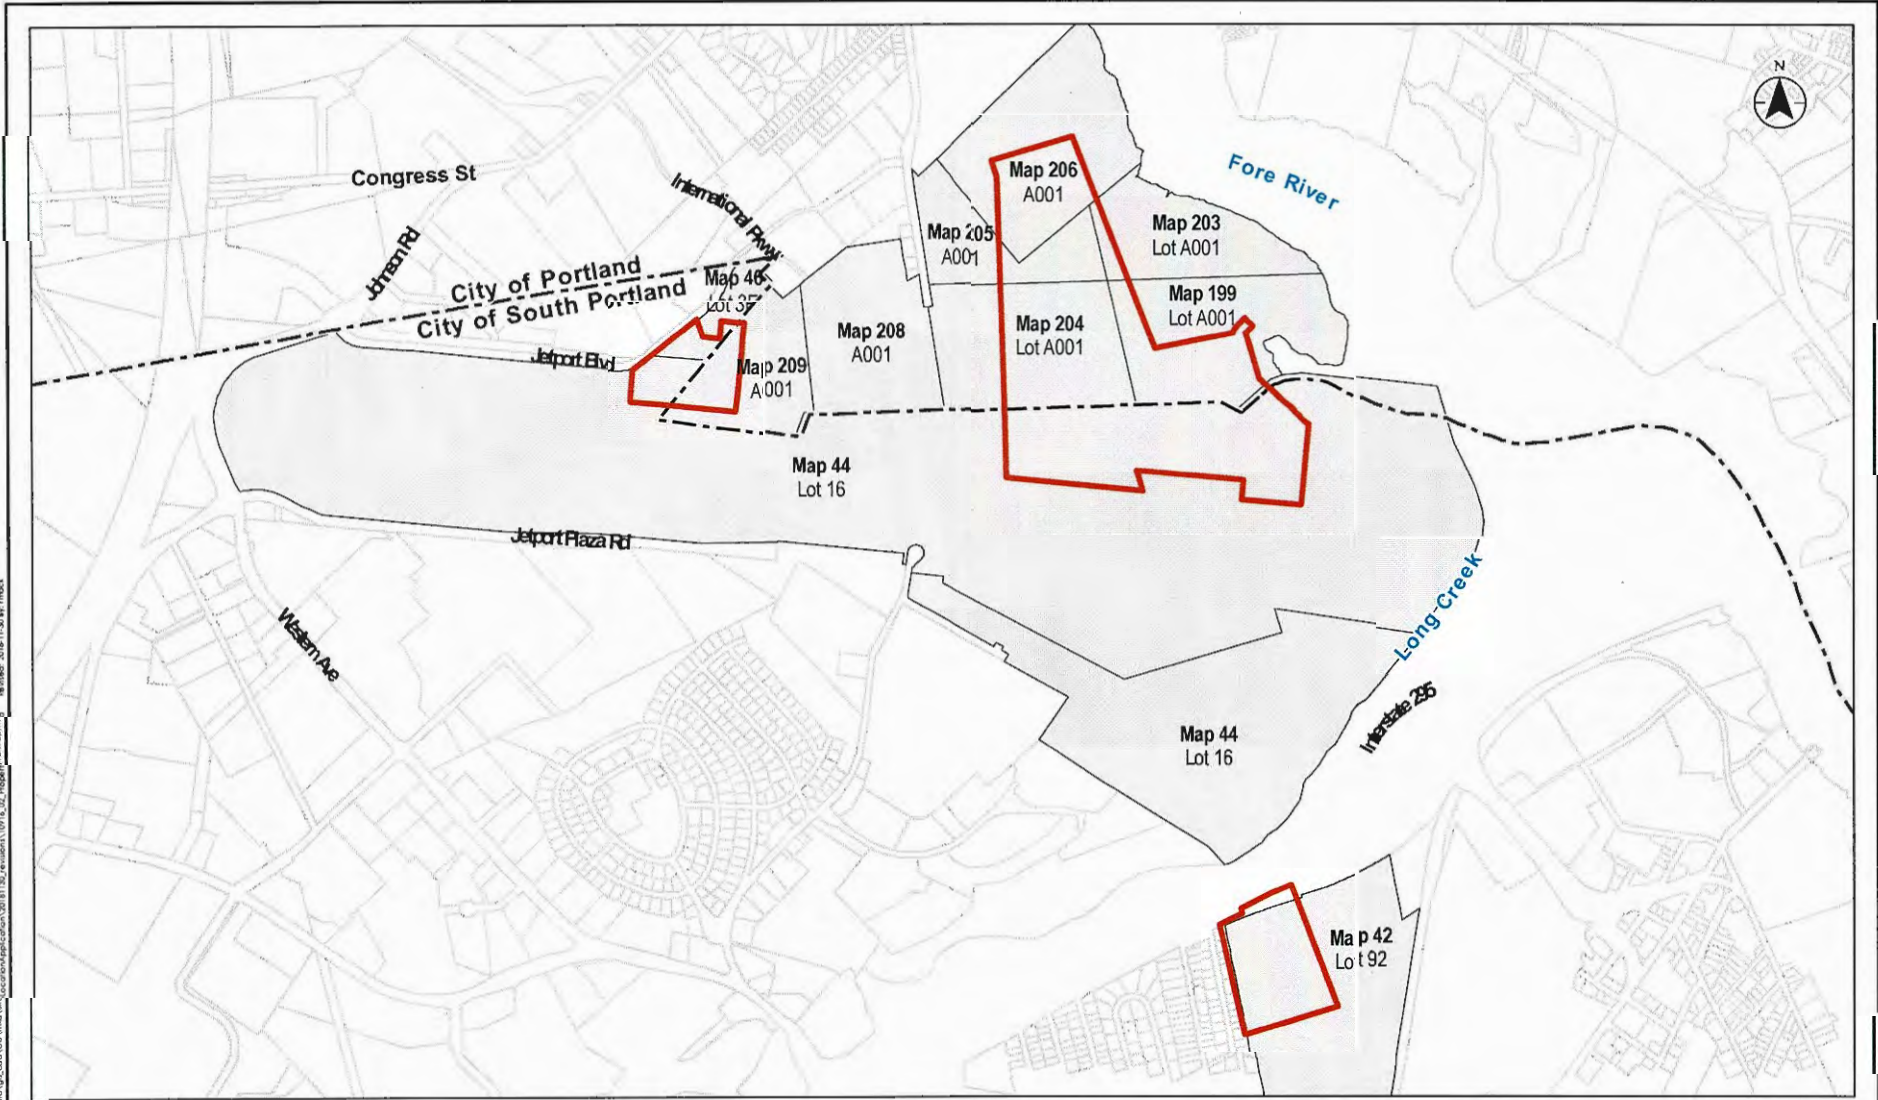 N
Congress St
International Pkwy
Fore River
Map 206
A001
Map 203
Lot A001
Map 205
A001
Johnson Rd
City of Portland
City of South Portland
Map 46
Map 199
Lot A001
Map 204
Lot A001
Map 208
A001
Jetport Blvd
Map 209
A001
Map 44
Lot 16
Jetport Plaza Rd
Long Creek
Western Ave
Interstate 295
Map 44
Lot 16
Map 42
Lot 92